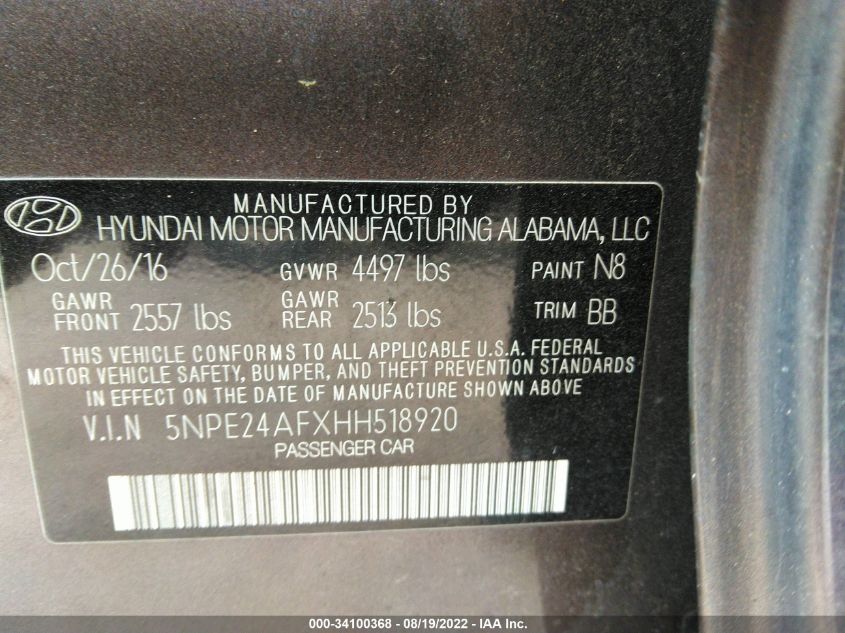 MANUFACTURED BY
HYUNDAI MOTOR MANUFACTURING ALABAMA, LLC
Oct/26/16 GVWR 4497 lbs PAINT N8
GAWR FRONT 2557 lbs GAWR REAR 2513 lbs TRIM BB
THIS VEHICLE CONFORMS TO ALL APPLICABLE U.S.A. FEDERAL
MOTOR VEHICLE SAFETY, BUMPER, AND THEFT PREVENTION STANDARDS
IN EFFECT ON THE DATE OF MANUFACTURE SHOWN ABOVE
V.I.N 5NPE24AFXHH518920
PASSENGER CAR
000-34100368 - 08/19/2022 - IAA Inc.